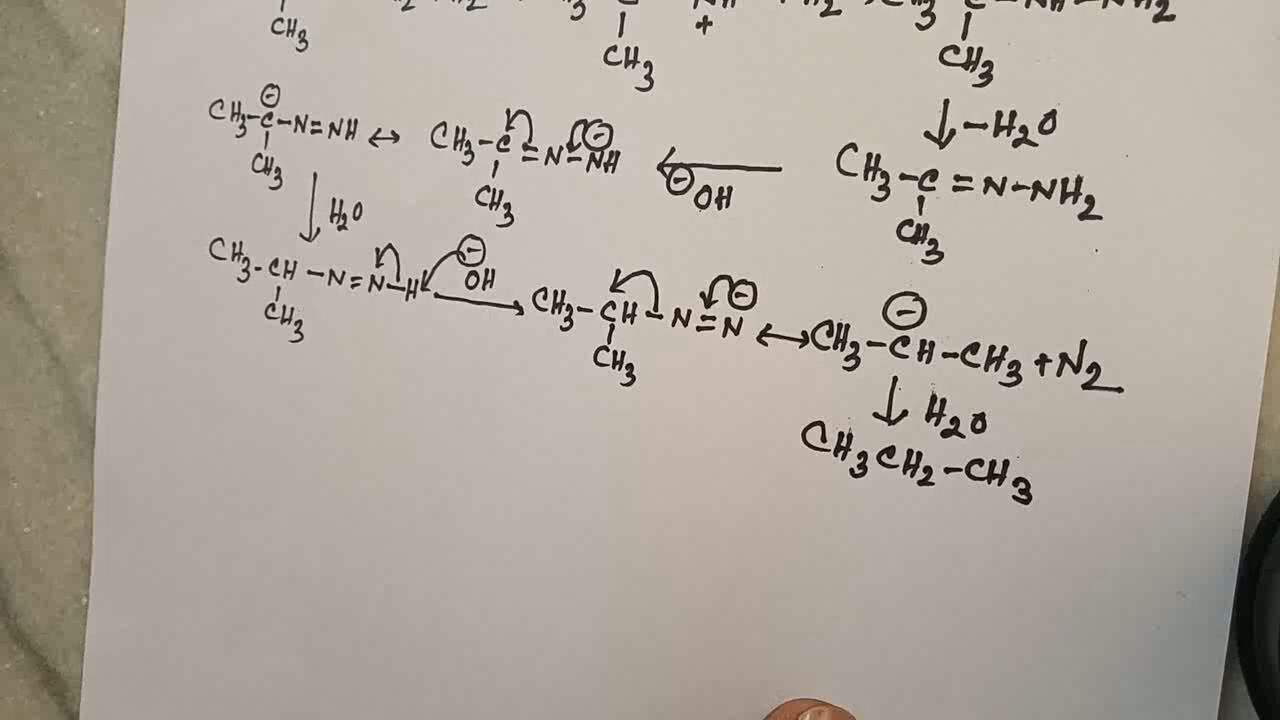 CH3 CH3 CH3
CH3-C⊖-N=NH ↔ CH3-C=N-NH⊖ ← ⊖OH CH3-C=N-NH2 ↓-H2O
CH3 CH3 CH3
↓ H2O
CH3-CH-N=N-H ⊖OH → CH3-CH-N=N⊖ ↔ CH3-CH⊖-CH3+N2
CH3 CH3
↓ H2O
CH3CH2-CH3